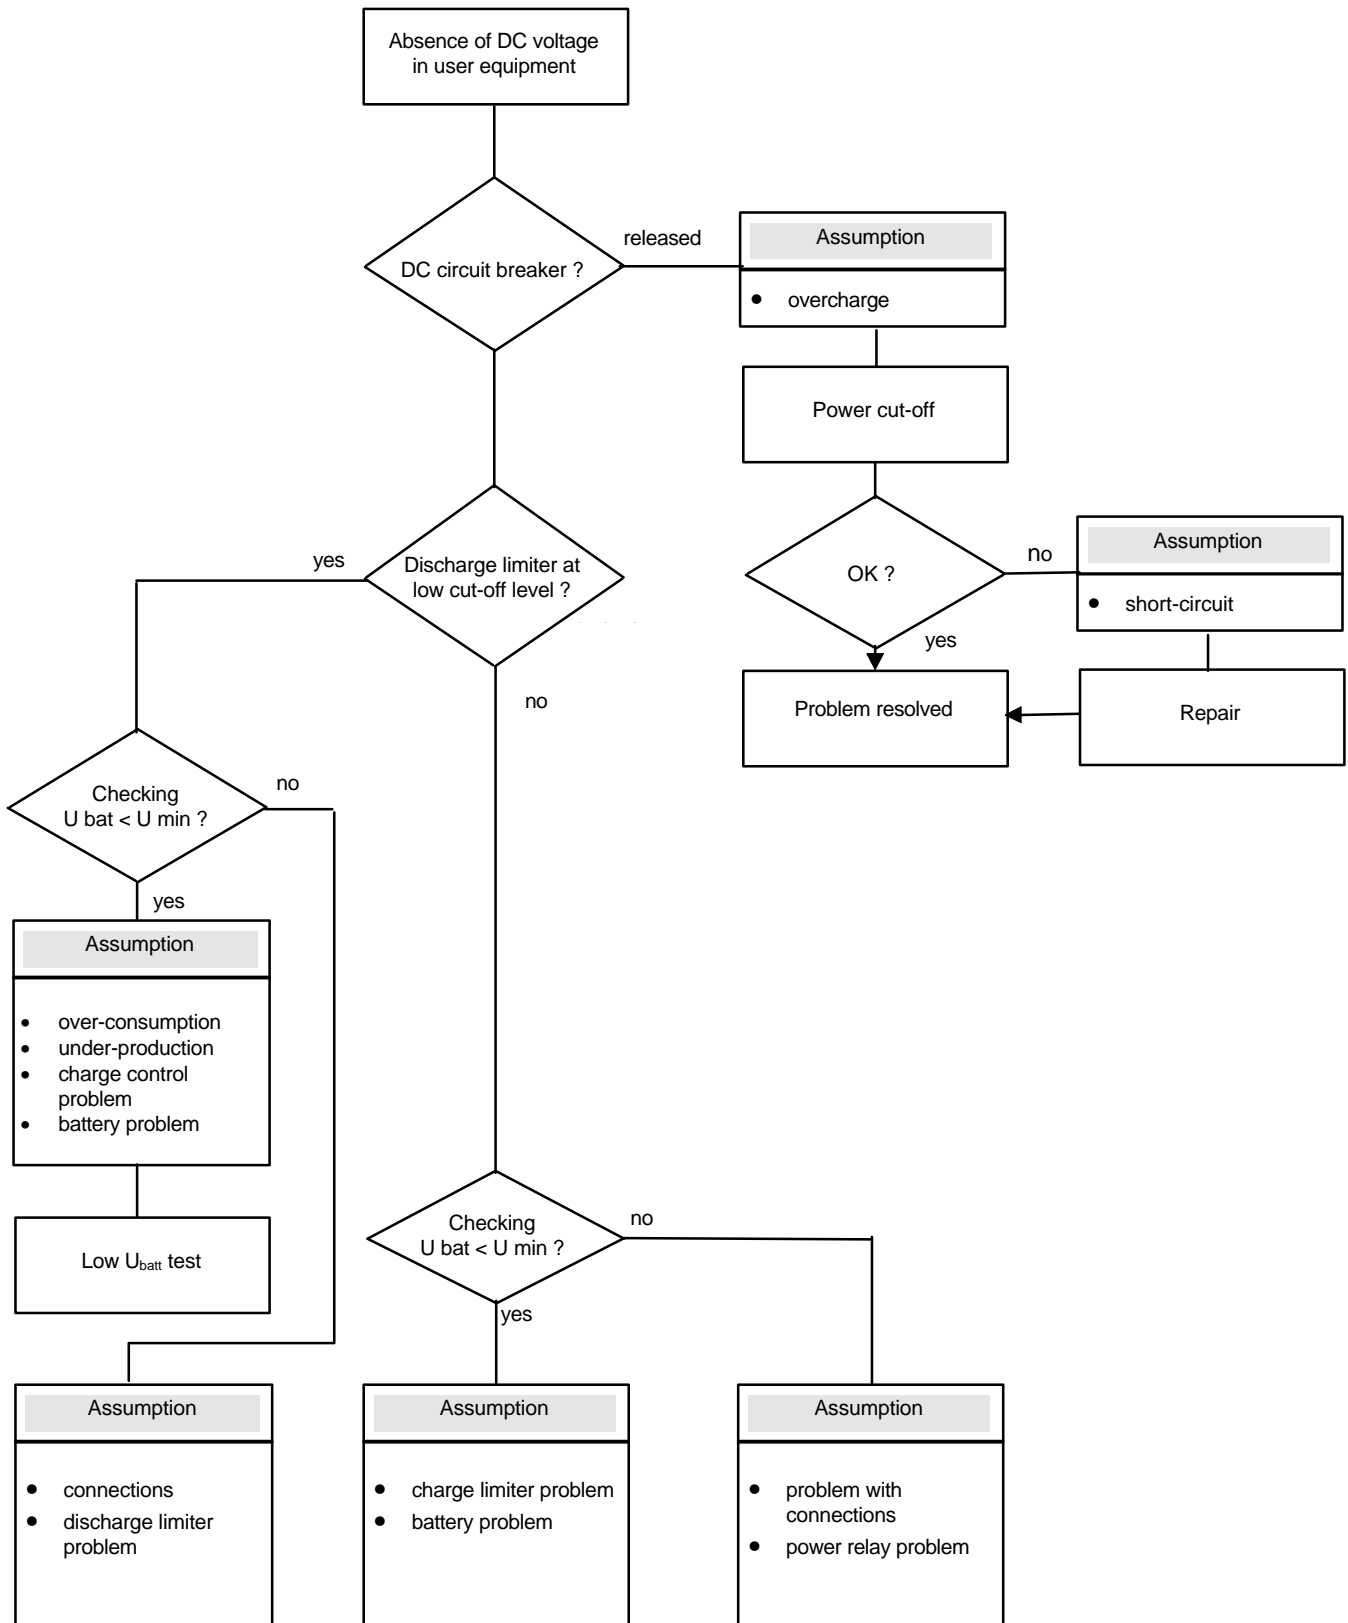 Absence of DC voltage
in user equipment
released
DC circuit breaker ?
Assumption
• overcharge
Power cut-off
yes
Discharge limiter at
low cut-off level ?
OK ?
no
Assumption
• short-circuit
yes
no
Problem resolved
Repair
Checking
U bat < U min ?
no
yes
Assumption
• over-consumption
• under-production
• charge control
problem
• battery problem
Low Ubatt test
Checking
U bat < U min ?
no
yes
Assumption
• connections
• discharge limiter
problem
Assumption
• charge limiter problem
• battery problem
Assumption
• problem with
connections
• power relay problem